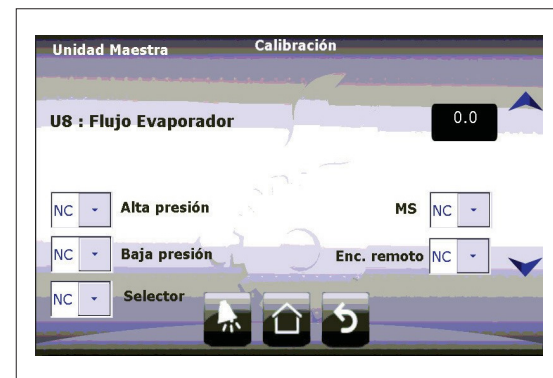 Unidad Maestra Calibración
U8 : Flujo Evaporador 0.0
NC Alta presión MS NC
NC Baja presión Enc. remoto NC
NC Selector